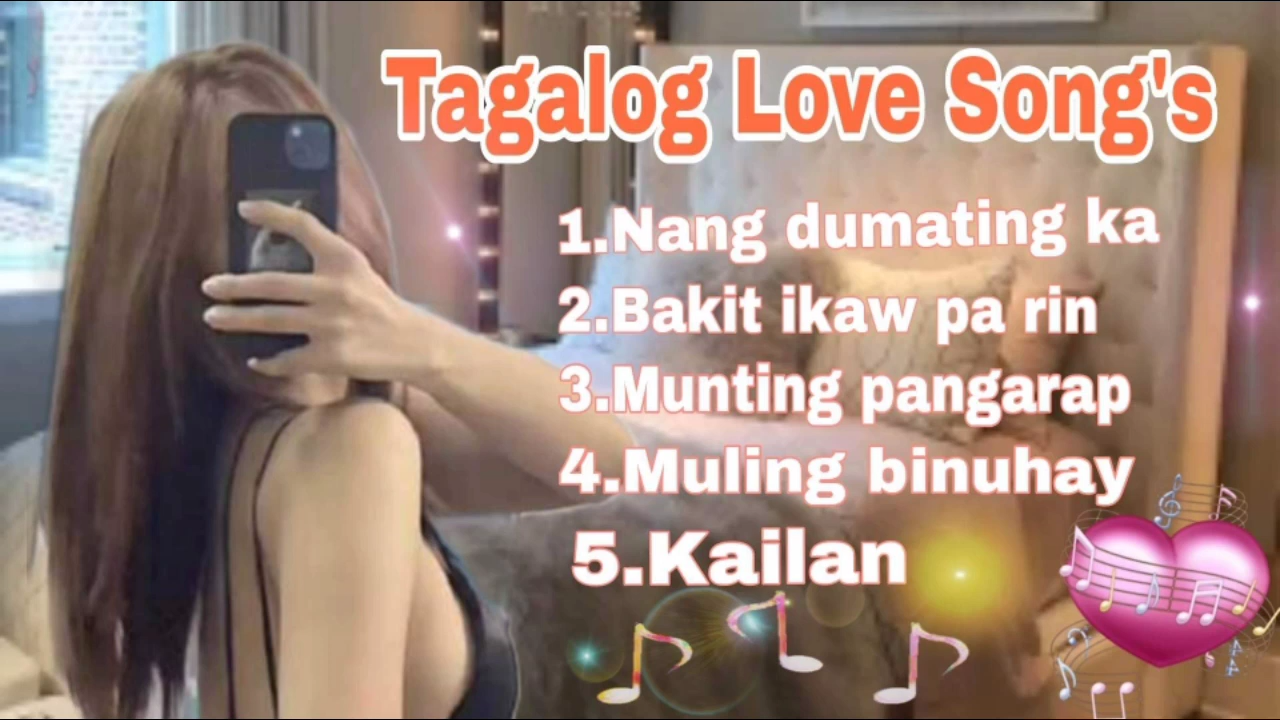 Tagalog Love Song's
1.Nang dumating ka
2.Bakit ikaw pa rin
3.Munting pangarap
4.Muling binuhay
5.Kailan